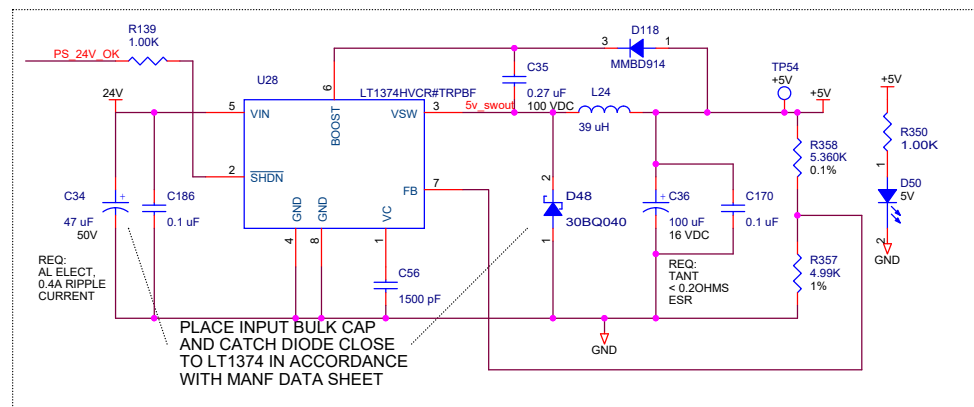 R139
1.00K
PS_24V_OK
24V
U28
LT1374HVCR#TRPBF
5
VIN
6
BOOST
VSW
3
2
SHDN
FB
7
GND
GND
VC
4
8
1
C34
+
47 uF
50V
C186
0.1 uF
REQ:
AL ELECT,
0.4A RIPPLE
CURRENT
C56
1500 pF
C35
0.27 uF
100 VDC
5v_swout
3
D118
1
MMBD914
L24
39 uH
2
D48
30BQ040
1
+
C36
100 uF
16 VDC
REQ:
TANT
< 0.2OHMS
ESR
C170
0.1 uF
TP54
+5V
+5V
R358
5.360K
0.1%
R357
4.99K
1%
+5V
R350
1.00K
1
D50
5V
2
GND
GND
PLACE INPUT BULK CAP
AND CATCH DIODE CLOSE
TO LT1374 IN ACCORDANCE
WITH MANF DATA SHEET